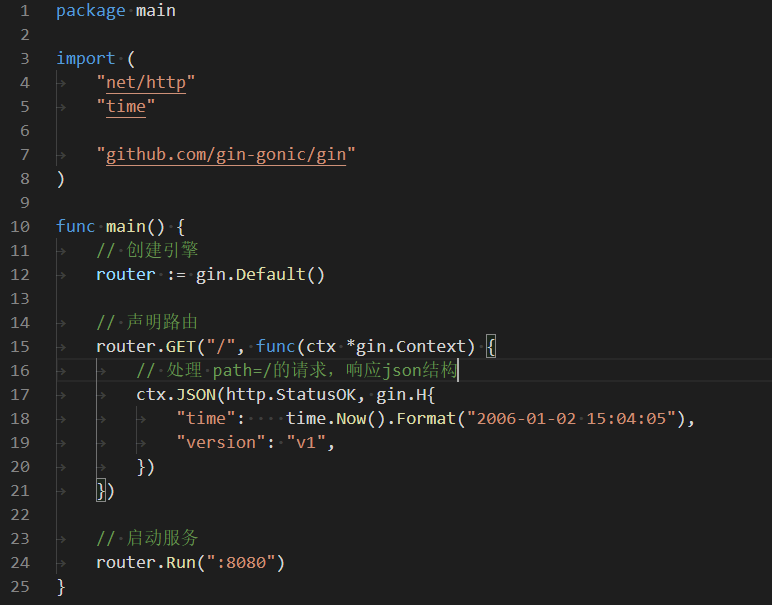 1 package main
2
3 import (
4     "net/http"
5     "time"
6
7     "github.com/gin-gonic/gin"
8 )
9
10 func main() {
11     // 创建引擎
12     router := gin.Default()
13
14     // 声明路由
15     router.GET("/", func(ctx *gin.Context) {
16         // 处理 path=/的请求，响应json结构
17         ctx.JSON(http.StatusOK, gin.H{
18             "time":    time.Now().Format("2006-01-02 15:04:05"),
19             "version": "v1",
20         })
21     })
22
23     // 启动服务
24     router.Run(":8080")
25 }